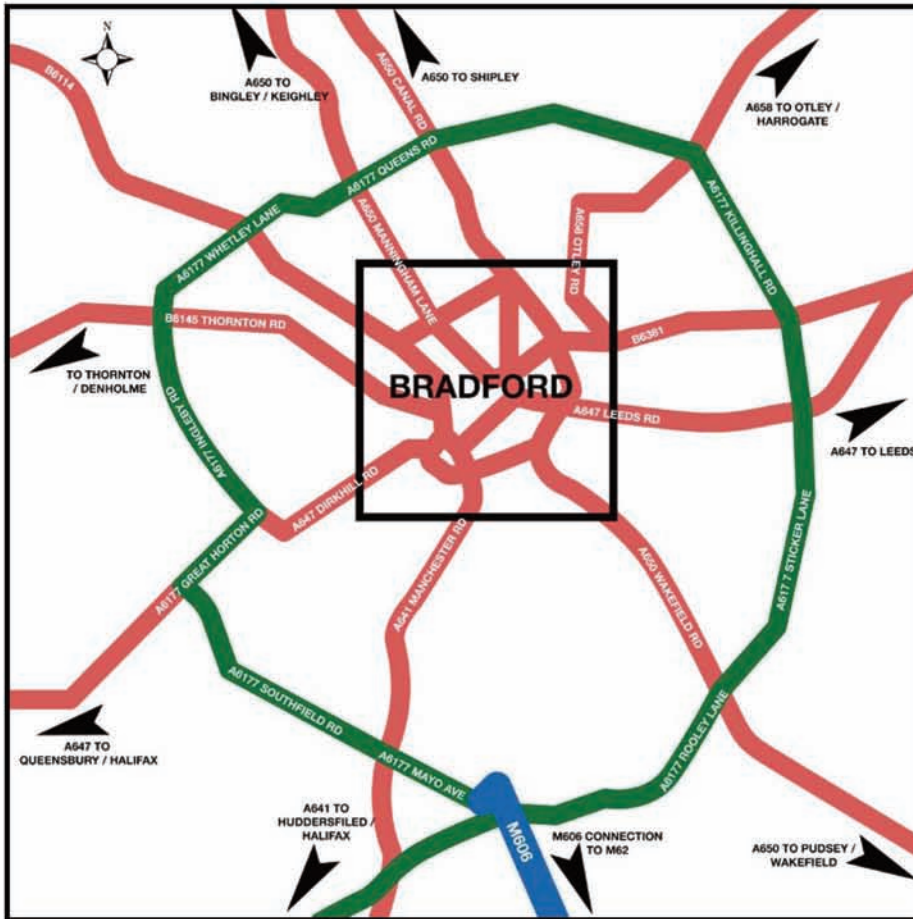 N
B6114
A650 TO
BINGLEY / KEIGHLEY
A650 CANAL RD
A650 TO SHIPLEY
A658 TO OTLEY /
HARROGATE
A6177 QUEENS RD
A6177 WHETLEY LANE
A650 MANNINGHAM LANE
A658 OTLEY RD
A6177 KILLINGHALL RD
B6145 THORNTON RD
B6381
TO THORNTON
/ DENHOLME
BRADFORD
A647 LEEDS RD
A647 TO LEEDS
A6177 INGLEBY RD
A647 DIRKHILL RD
A6177 GREAT HORTON RD
A641 MANCHESTER RD
A650 WAKEFIELD RD
A617 7 STICKER LANE
A6177 SOUTHFIELD RD
A6177 MAYO AVE
A6177 ROOLEY LANE
A647 TO
QUEENSBURY / HALIFAX
A641 TO
HUDDERSFILED /
HALIFAX
M606
M606 CONNECTION
TO M62
A650 TO PUDSEY /
WAKEFIELD